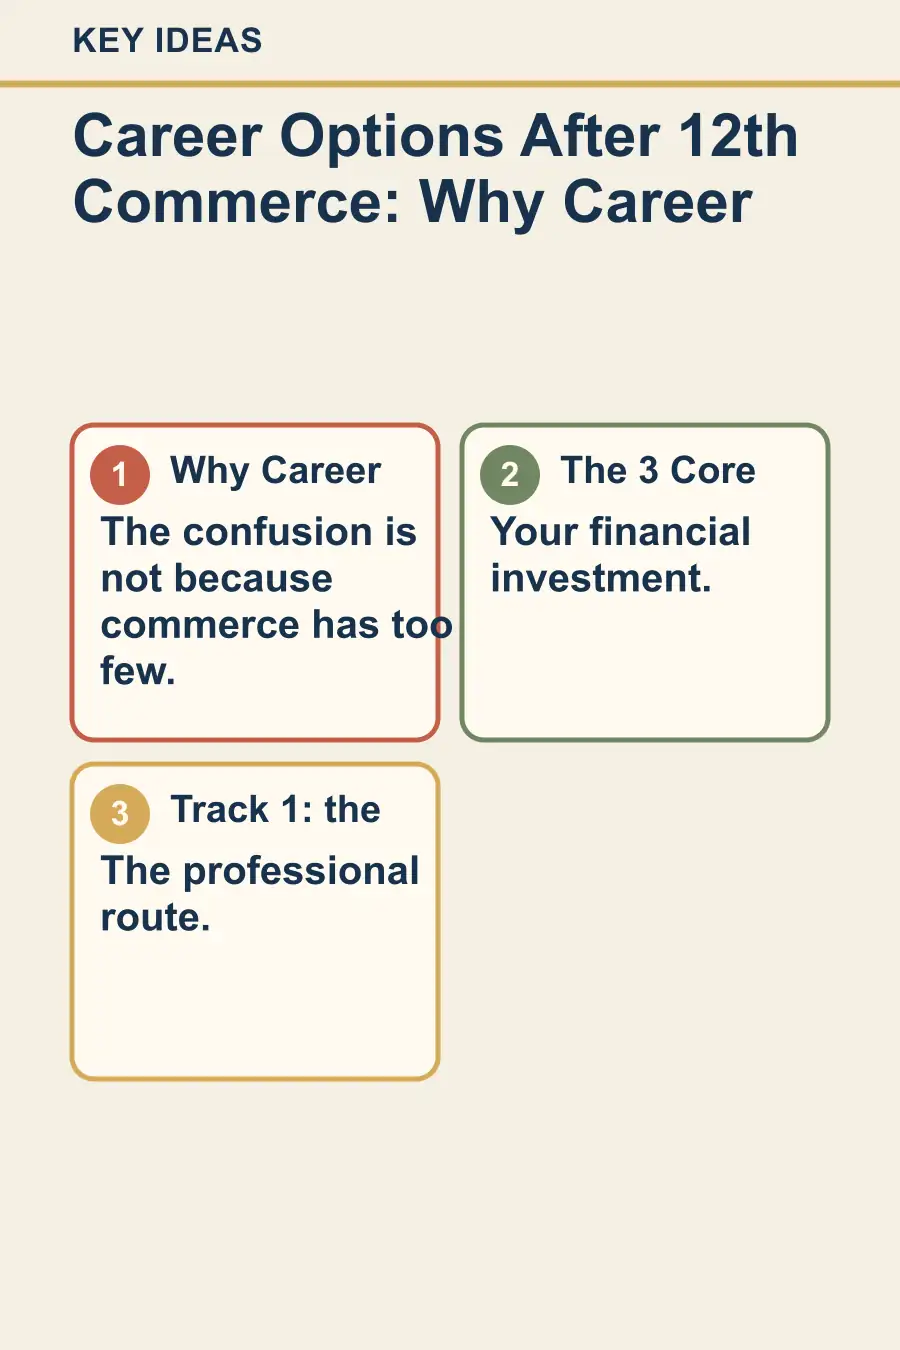 KEY IDEAS
Career Options After 12th
Commerce: Why Career
1 Why Career
The confusion is
not because
commerce has too
few.
2 The 3 Core
Your financial
investment.
3 Track 1: the
The professional
route.